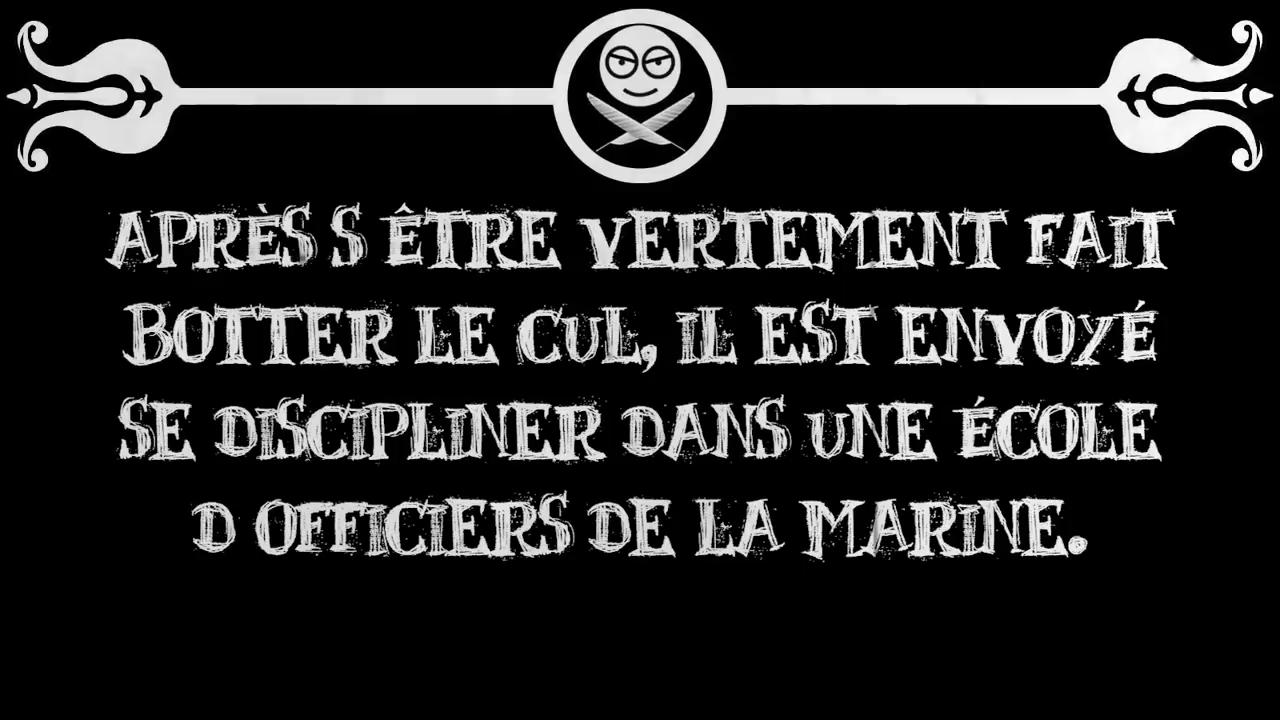 APRÈS S ÊTRE VERTEMENT FAIT
BOTTER LE CUL, IL EST ENVOYÉ
SE DISCIPLINER DANS UNE ÉCOLE
D OFFICIERS DE LA MARINE.